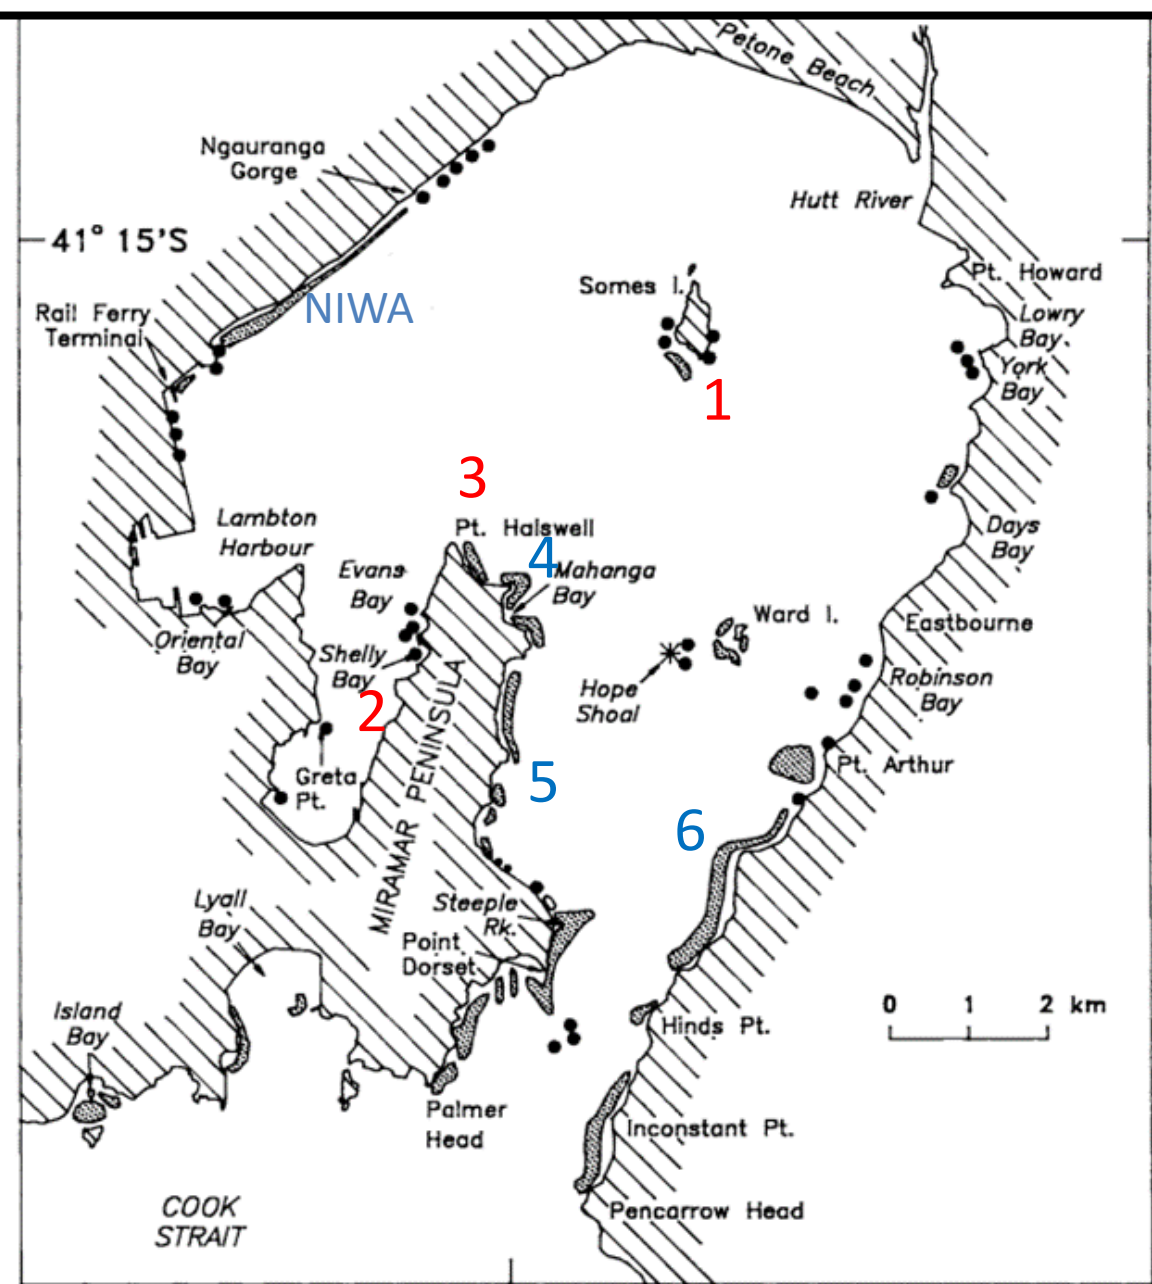 Petone Beach
Ngauranga
Gorge
Hutt River
41° 15'S
Pt. Howard
Somes I.
NIWA
Lowry
Bay
Rail Ferry
Terminal
York
Bay
1
3
Lambton
Harbour
Pt. Halswell
Days
Bay
4
Evans
Bay
Mahanga
Bay
Ward I.
Eastbourne
Oriental
Bay
Shelly
Bay
Hope
Shoal
Robinson
Bay
2
MIRAMAR PENINSULA
Greta
Pt.
5
Pt. Arthur
6
Lyall
Bay
Steeple
Rk.
Point
Dorset
Island
Bay
0 1 2 km
Hinds Pt.
Palmer
Head
Inconstant Pt.
COOK
STRAIT
Pencarrow Head